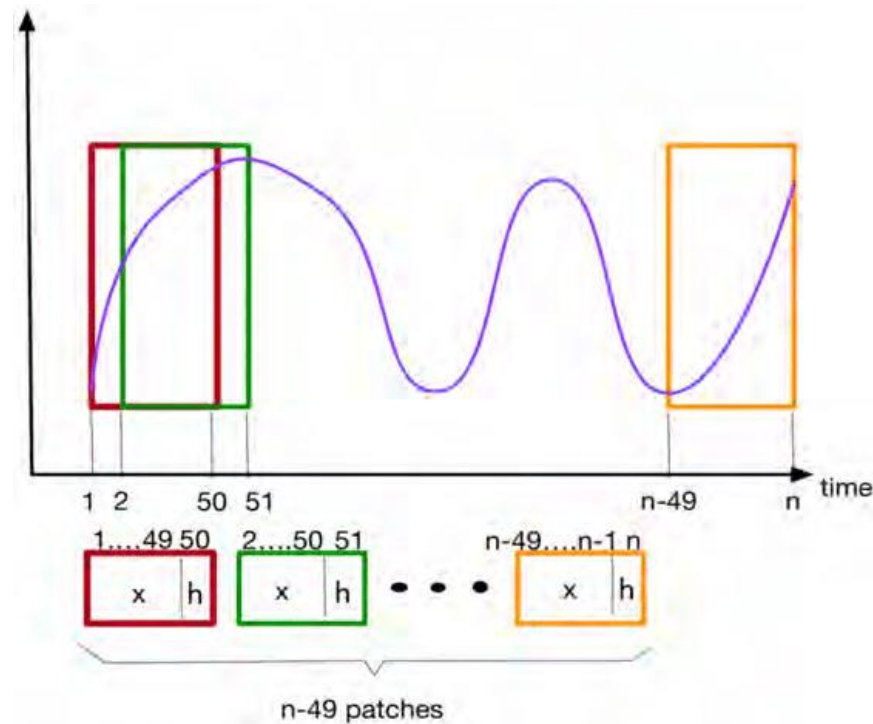 time
1 2 50 51 n-49 n
1....49 50 2....50 51 n-49....n-1 n
x h x h x h
n-49 patches